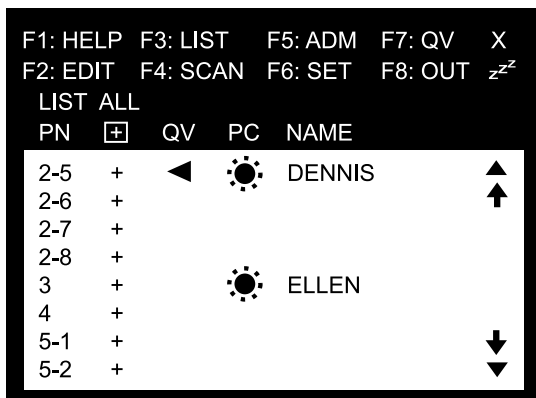 F1: HELP F3: LIST F5: ADM F7: QV X
F2: EDIT F4: SCAN F6: SET F8: OUT zzz
LIST ALL
PN + QV PC NAME
2-5 + DENNIS
2-6 +
2-7 +
2-8 +
3 + ELLEN
4 +
5-1 +
5-2 +